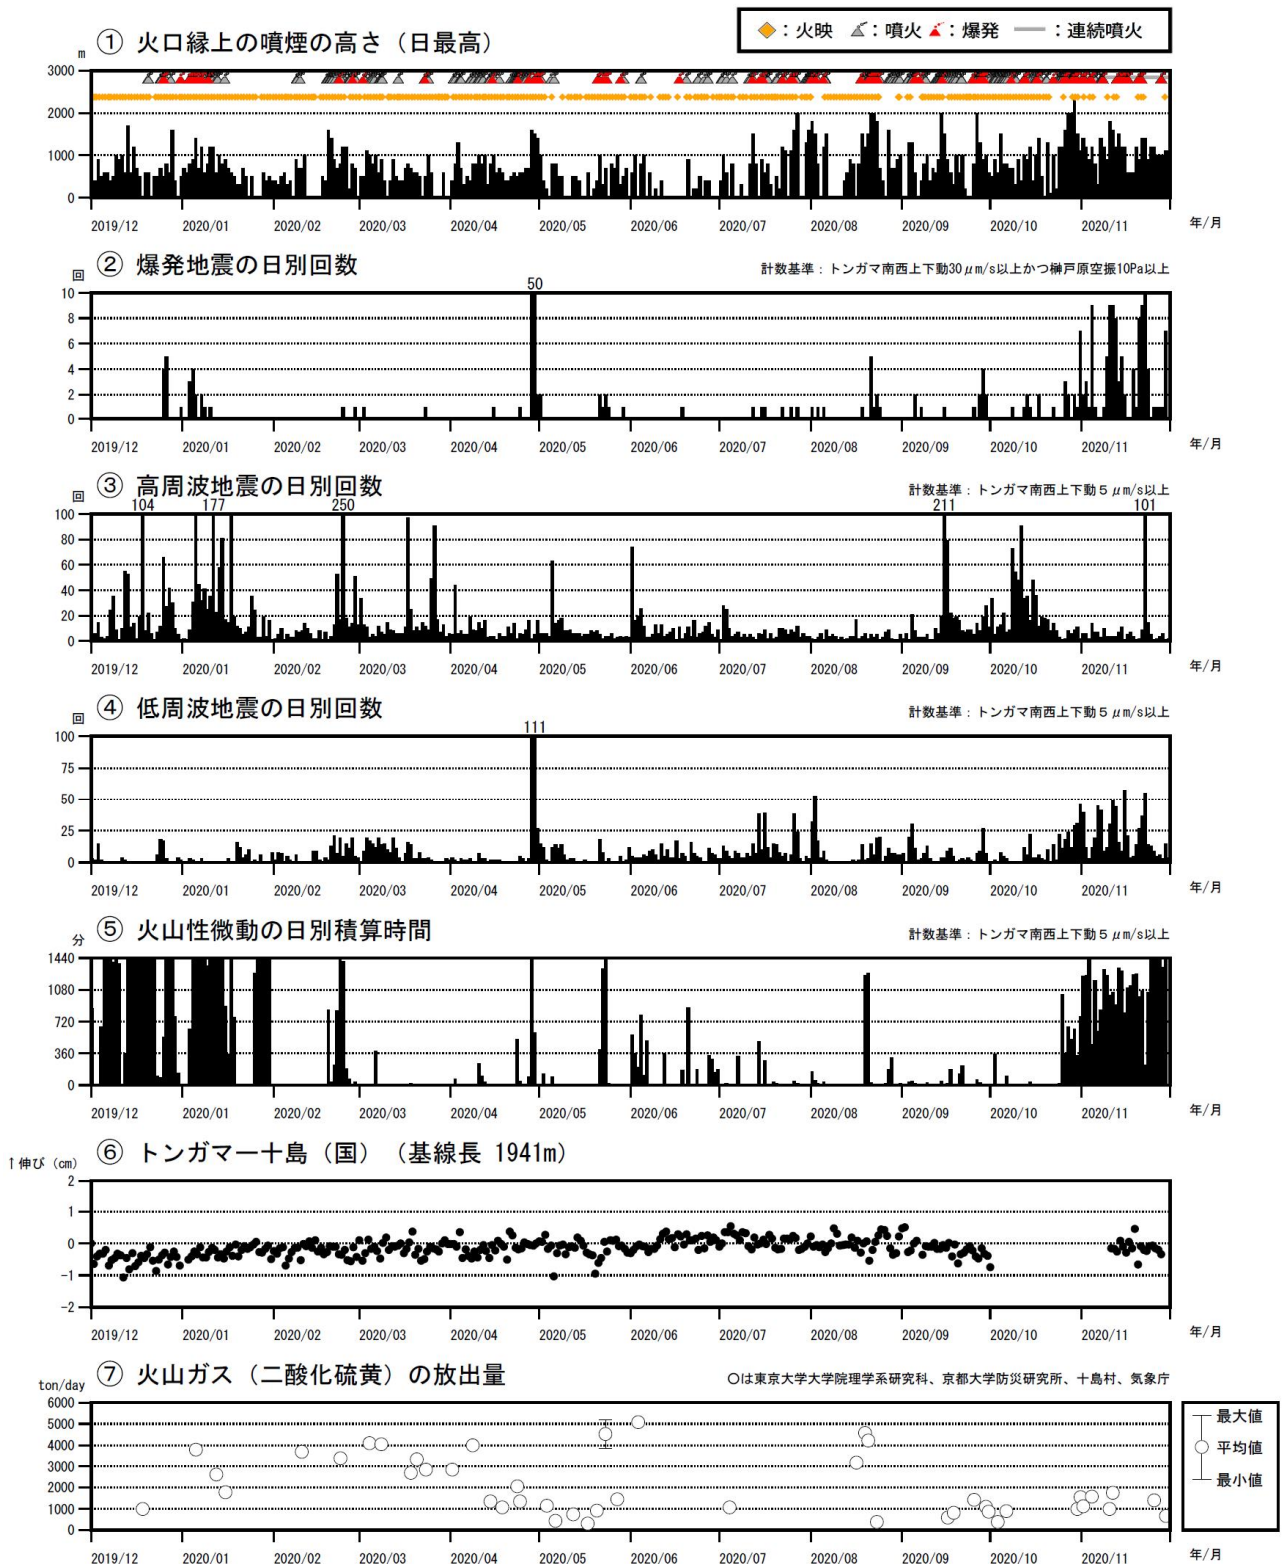 ◆：火映 ：噴火 ：爆発 ：連続噴火
① 火口縁上の噴煙の高さ（日最高）
m
3000
2000
1000
0
2019/12 2020/01 2020/02 2020/03 2020/04 2020/05 2020/06 2020/07 2020/08 2020/09 2020/10 2020/11 年/月
② 爆発地震の日別回数
計数基準：トンガマ南西上下動30μm/s以上かつ榊戸原空振10Pa以上
回
50
10
8
6
4
2
0
2019/12 2020/01 2020/02 2020/03 2020/04 2020/05 2020/06 2020/07 2020/08 2020/09 2020/10 2020/11 年/月
③ 高周波地震の日別回数
計数基準：トンガマ南西上下動５μm/s以上
回
104 177 250 211 101
100
80
60
40
20
0
2019/12 2020/01 2020/02 2020/03 2020/04 2020/05 2020/06 2020/07 2020/08 2020/09 2020/10 2020/11 年/月
④ 低周波地震の日別回数
計数基準：トンガマ南西上下動５μm/s以上
回
111
100
75
50
25
0
2019/12 2020/01 2020/02 2020/03 2020/04 2020/05 2020/06 2020/07 2020/08 2020/09 2020/10 2020/11 年/月
⑤ 火山性微動の日別積算時間
計数基準：トンガマ南西上下動５μm/s以上
分
1440
1080
720
360
0
2019/12 2020/01 2020/02 2020/03 2020/04 2020/05 2020/06 2020/07 2020/08 2020/09 2020/10 2020/11 年/月
⑥ トンガマー十島（国）（基線長 1941m）
↑伸び（cm）
2
1
0
-1
-2
2019/12 2020/01 2020/02 2020/03 2020/04 2020/05 2020/06 2020/07 2020/08 2020/09 2020/10 2020/11 年/月
⑦ 火山ガス（二酸化硫黄）の放出量
○は東京大学大学院理学系研究科、京都大学防災研究所、十島村、気象庁
ton/day
6000
5000
4000
3000
2000
1000
0
最大値
平均値
最小値
2019/12 2020/01 2020/02 2020/03 2020/04 2020/05 2020/06 2020/07 2020/08 2020/09 2020/10 2020/11 年/月